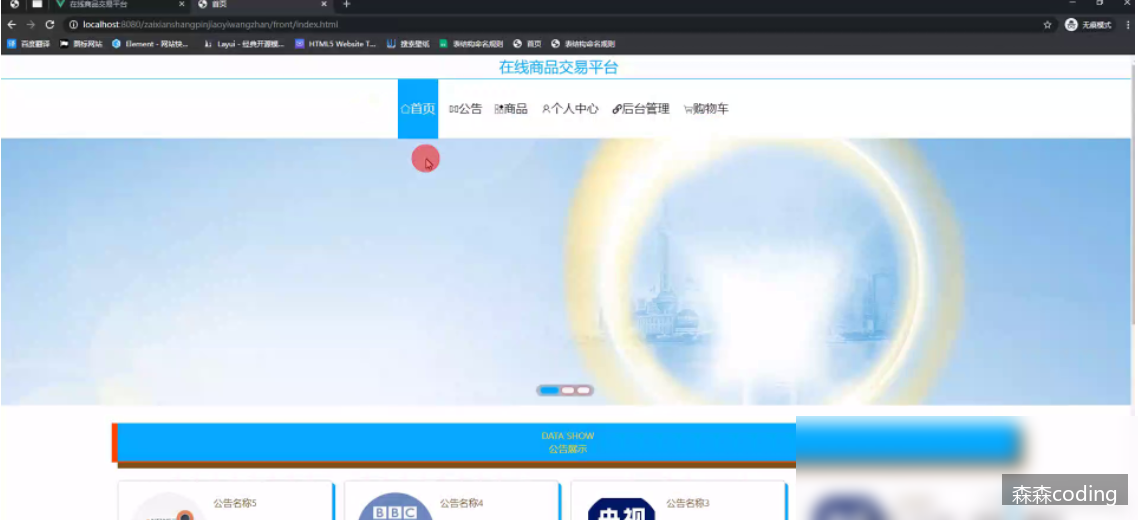 在线商品交易平台
首页
localhost:8080/zaixianshangpinjiaoyiwangzhan/front/index.html
无痕模式
百度翻译 图标网站 Element - 网站快... Layui - 经典开源模... HTML5 Website T... 搜索壁纸 表结构命名规则 首页 表结构命名规则
在线商品交易平台
首页 公告 商品 个人中心 后台管理 购物车
DATA SHOW
公告展示
公告名称5 公告名称4 公告名称3
BBC 央视
森森coding